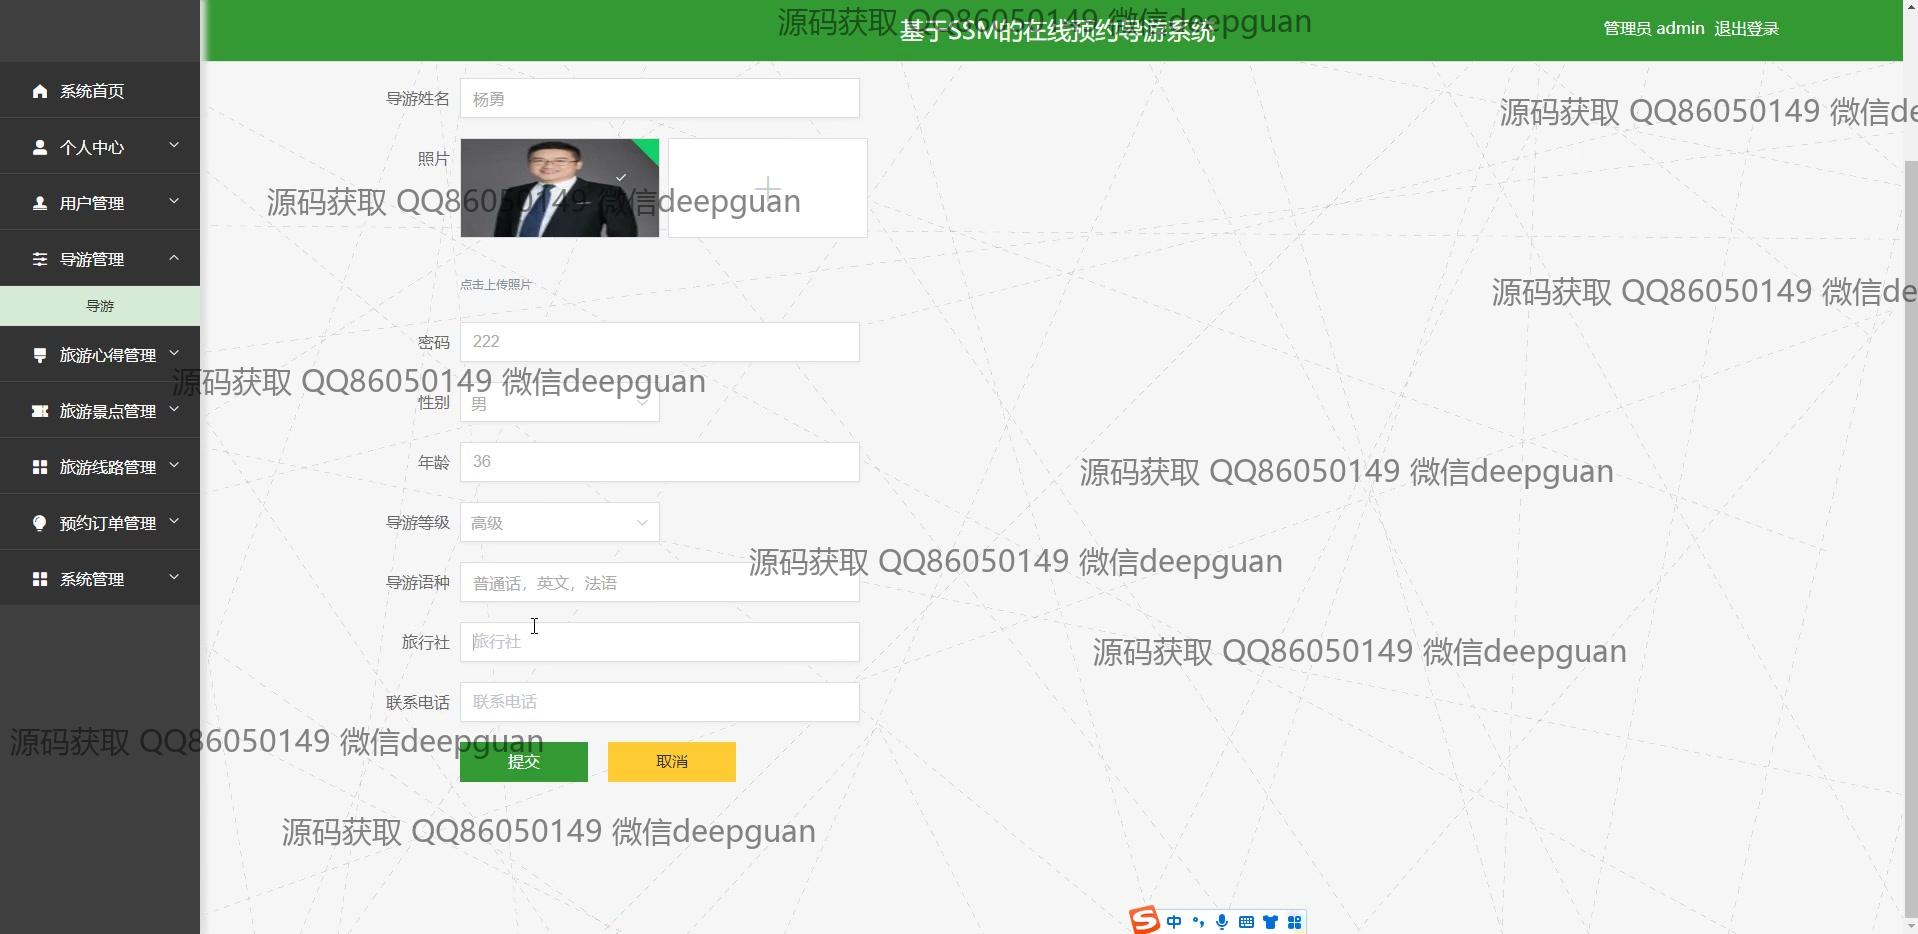 基于SSM的在线预约导游系统
管理员 admin 退出登录
源码获取 QQ86050149 微信deepguan
系统首页
个人中心
用户管理
导游管理
导游
旅游心得管理
旅游景点管理
旅游线路管理
预约订单管理
系统管理
导游姓名 杨勇
源码获取 QQ86050149 微信de
照片
源码获取 QQ86050149 微信deepguan
点击上传照片
源码获取 QQ86050149 微信de
密码 222
源码获取 QQ86050149 微信deepguan
性别 男
年龄 36
源码获取 QQ86050149 微信deepguan
导游等级 高级
源码获取 QQ86050149 微信deepguan
导游语种 普通话，英文，法语
旅行社 旅行社
源码获取 QQ86050149 微信deepguan
联系电话 联系电话
源码获取 QQ86050149 微信deepguan
提交 取消
源码获取 QQ86050149 微信deepguan
S 中